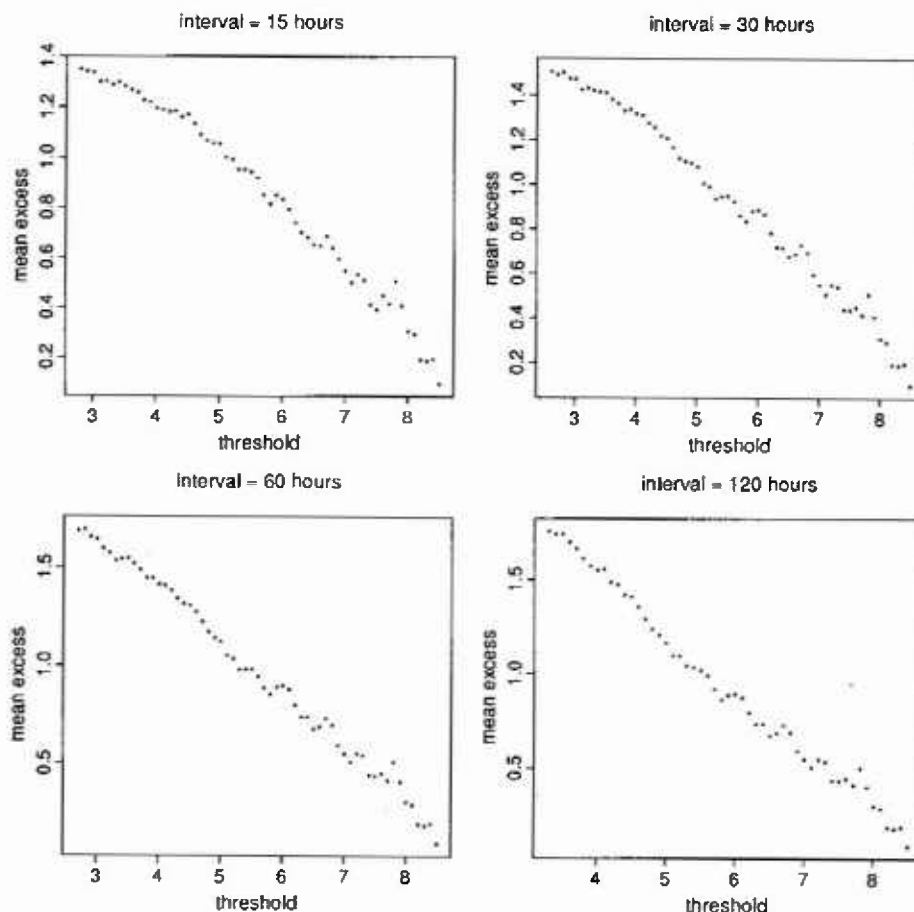 interval = 15 hours
mean excess
0.2 0.4 0.6 0.8 1.0 1.2 1.4
3 4 5 6 7 8
threshold
interval = 30 hours
mean excess
0.2 0.4 0.6 0.8 1.0 1.2 1.4
3 4 5 6 7 8
threshold
interval = 60 hours
mean excess
0.5 1.0 1.5
3 4 5 6 7 8
threshold
interval = 120 hours
mean excess
0.5 1.0 1.5
4 5 6 7 8
threshold